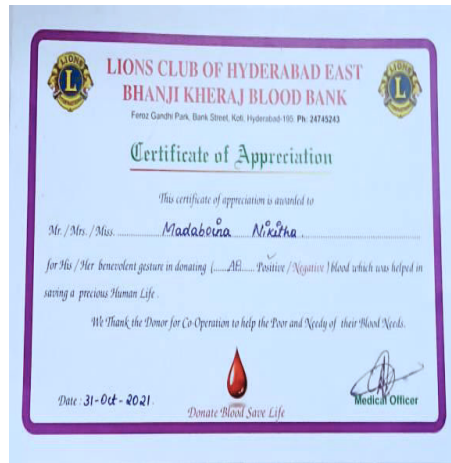 LIONS CLUB OF HYDERABAD EAST
BHANJI KHERAJ BLOOD BANK
Feroz Gandhi Park, Bank Street, Koti, Hyderabad-195. Ph: 24745243
Certificate of Appreciation
This certificate of appreciation is awarded to
Mr. / Mrs. / Miss. Madaboina Nikitha
for His / Her benevolent gesture in donating (......AB...... Positive / Negative) blood which was helped in
saving a precious Human Life.
We Thank the Donor for Co-Operation to help the Poor and Needy of their Blood Needs.
Date : 31-Oct-2021.
Donate Blood Save Life
Medical Officer